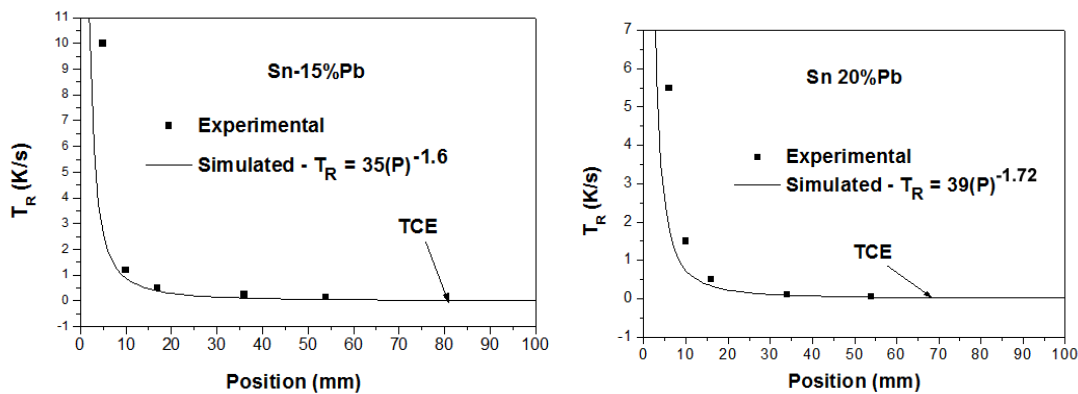 11
10
9
8
7
6
5
4
3
2
1
0
-1
T_R (K/s)
Sn-15%Pb
Experimental
Simulated - T_R = 35(P)^-1.6
TCE
0 10 20 30 40 50 60 70 80 90 100
Position (mm)
7
6
5
4
3
2
1
0
-1
T_R (K/s)
Sn 20%Pb
Experimental
Simulated - T_R = 39(P)^-1.72
TCE
0 10 20 30 40 50 60 70 80 90 100
Position (mm)